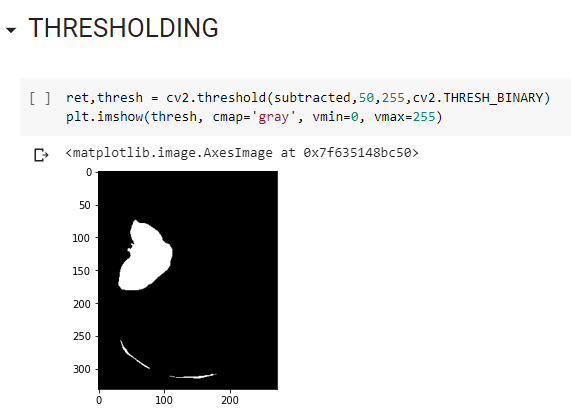 THRESHOLDING
[ ] ret,thresh = cv2.threshold(subtracted,50,255,cv2.THRESH_BINARY)
plt.imshow(thresh, cmap='gray', vmin=0, vmax=255)
<matplotlib.image.AxesImage at 0x7f635148bc50>
0
50
100
150
200
250
300
0 100 200